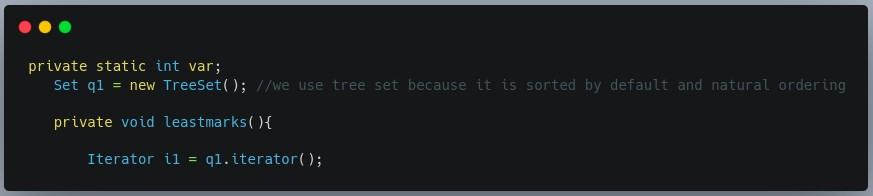 private static int var;
Set q1 = new TreeSet(); //we use tree set because it is sorted by default and natural ordering
private void leastmarks(){
Iterator i1 = q1.iterator();